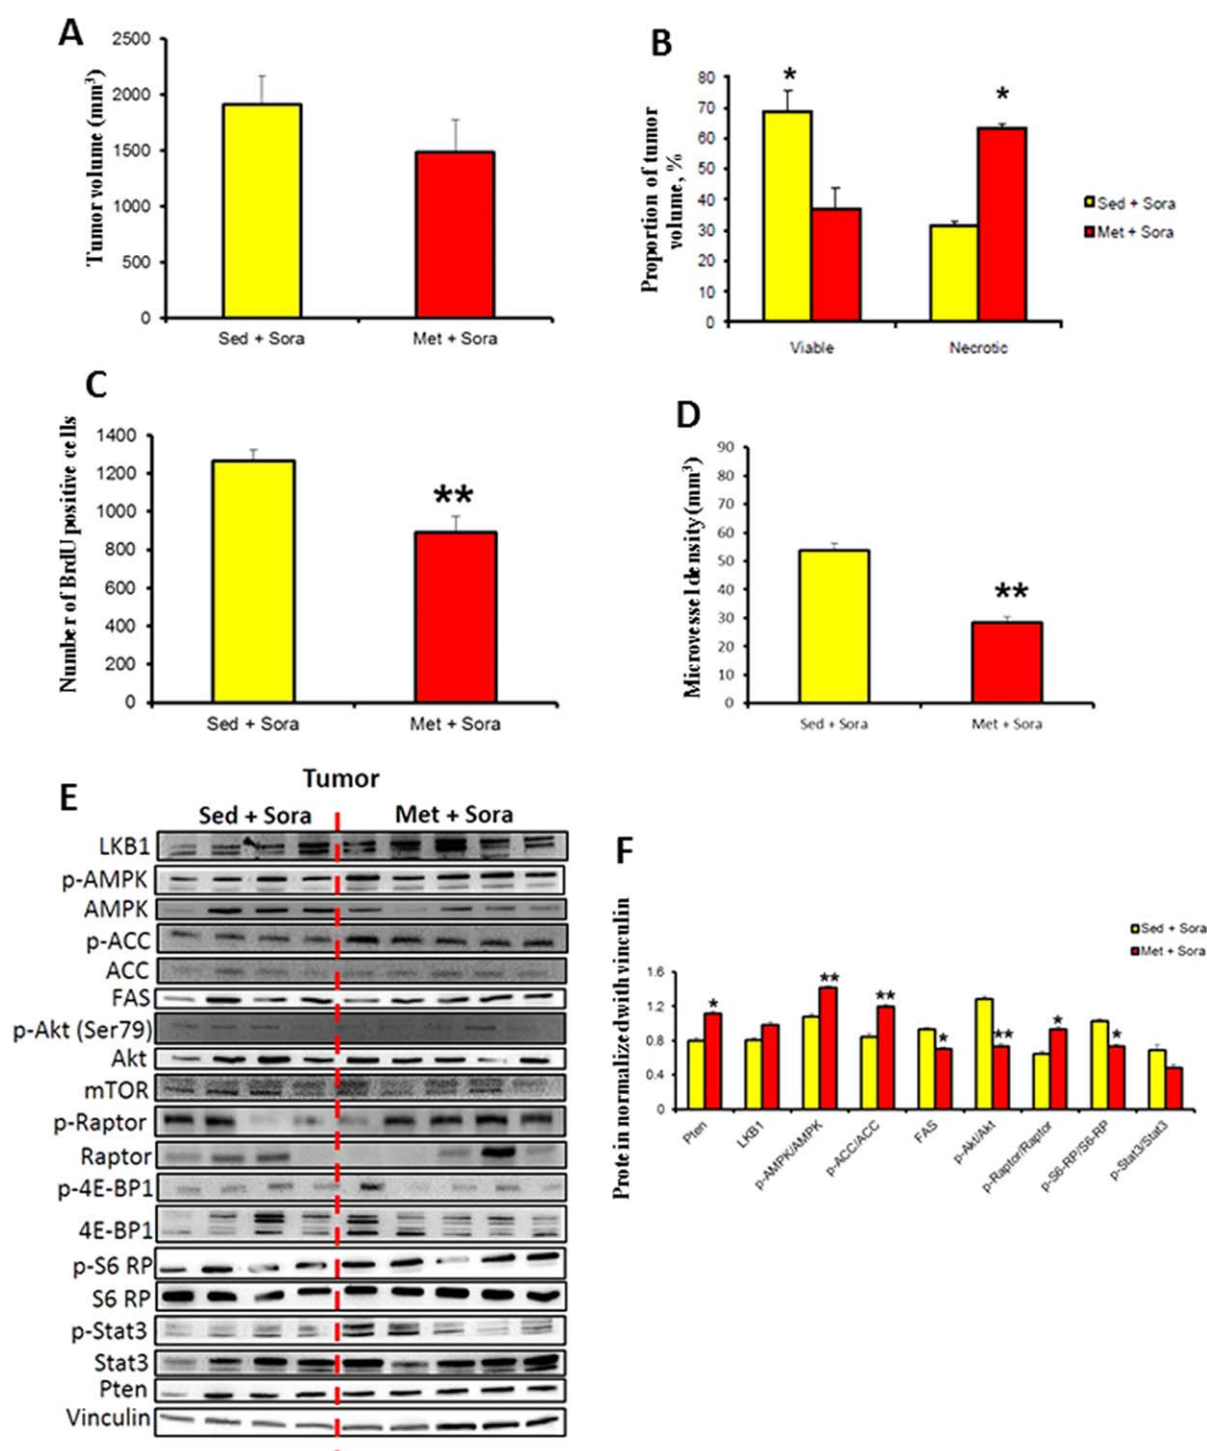 A
2500
2000
1500
1000
500
0
Tumor volume (mm³)
Sed + Sora
Met + Sora
B
80
70
60
50
40
30
20
10
0
Proportion of tumor
volume, %
*
*
Viable
Necrotic
Sed + Sora
Met + Sora
C
1400
1200
1000
800
600
400
200
0
Number of BrdU positive cells
**
Sed + Sora
Met + Sora
D
90
80
70
60
50
40
30
20
10
0
Microvessel density (mm³)
**
Sed + Sora
Met + Sora
E
Tumor
Sed + Sora
Met + Sora
LKB1
p-AMPK
AMPK
p-ACC
ACC
FAS
p-Akt (Ser79)
Akt
mTOR
p-Raptor
Raptor
p-4E-BP1
4E-BP1
p-S6 RP
S6 RP
p-Stat3
Stat3
Pten
Vinculin
F
Sed + Sora
Met + Sora
Protein normalized with vinculin
1.6
1.2
0.8
0.4
0
*
**
**
*
**
*
*
Pten
LKB1
p-AMPK/AMPK
p-ACC/ACC
FAS
p-Akt/Akt
p-Raptor/Raptor
p-S6-RP/S6-RP
p-Stat3/Stat3